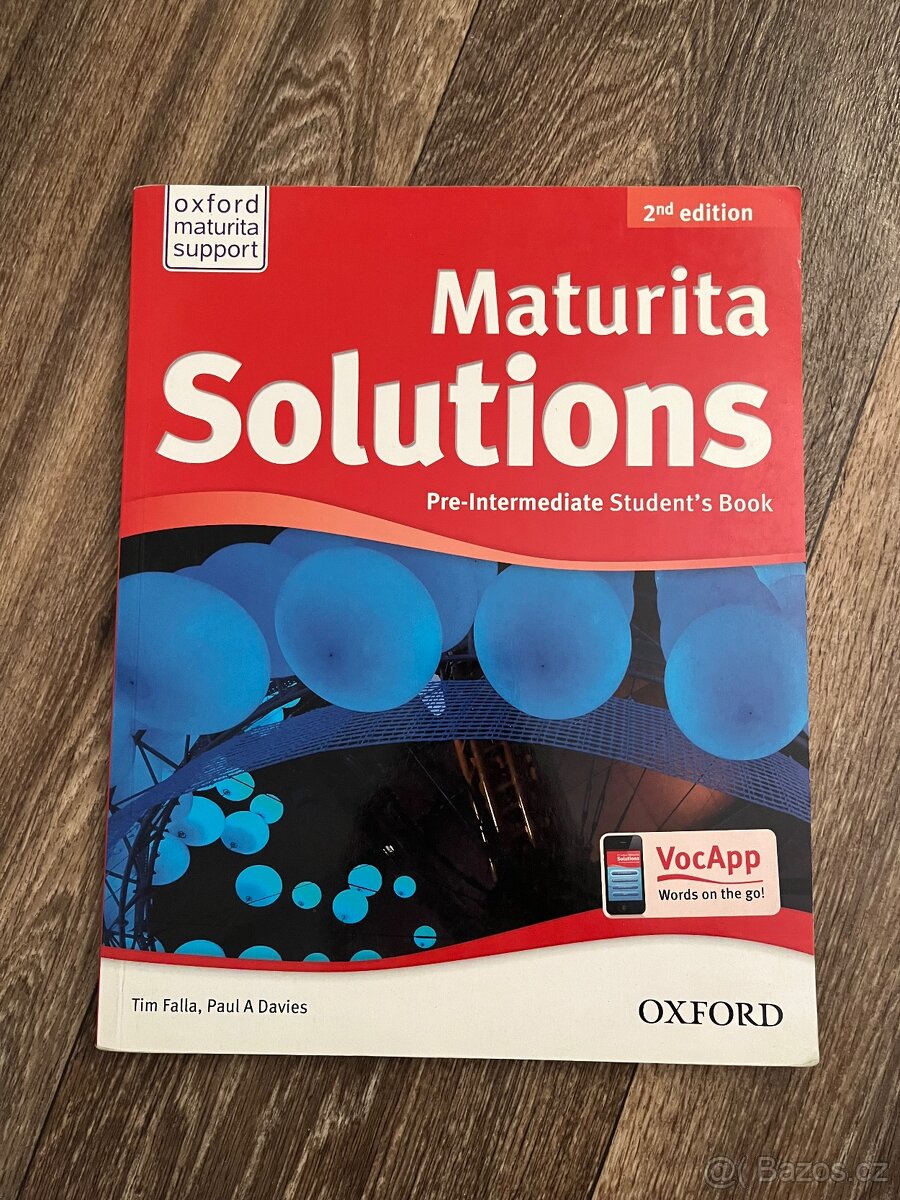 oxford
maturita
support
2nd edition
Maturita
Solutions
Pre-Intermediate Student's Book
Solutions
VocApp
Words on the go!
Tim Falla, Paul A Davies
OXFORD
@( Bazos.cz